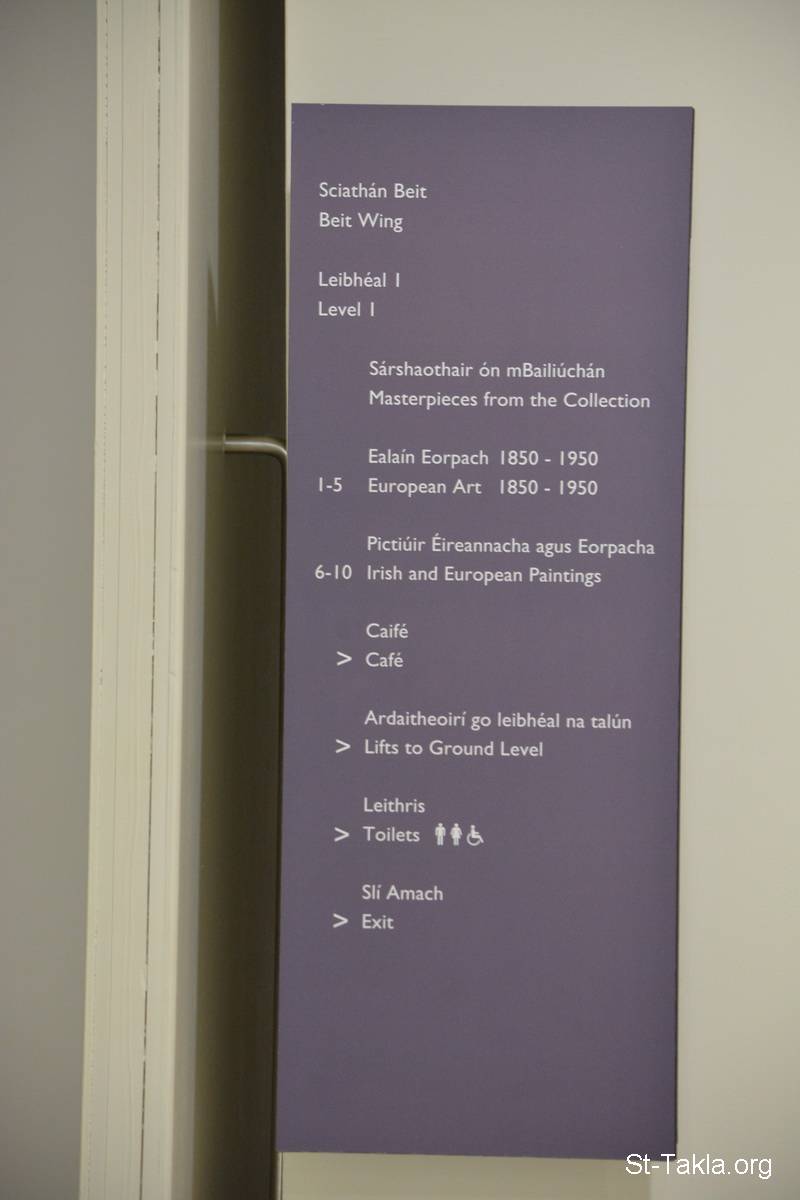 Sciathán Beit
Beit Wing
Leibhéal 1
Level 1
Sárshaothair ón mBailiúchán
Masterpieces from the Collection
Ealaín Eorpach 1850 - 1950
1-5 European Art 1850 - 1950
Pictiúir Éireannacha agus Eorpacha
6-10 Irish and European Paintings
Caifé
> Café
Ardaitheoirí go leibhéal na talún
> Lifts to Ground Level
Leithris
> Toilets
Slí Amach
> Exit
St-Takla.org